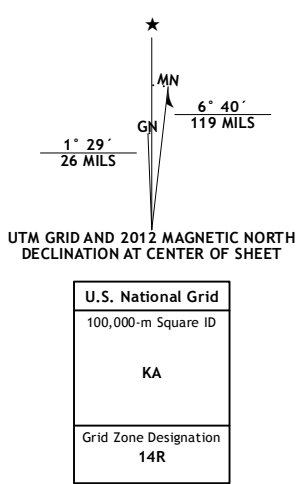 ★
MN
GN
6° 40´
119 MILS
1° 29´
26 MILS
UTM GRID AND 2012 MAGNETIC NORTH
DECLINATION AT CENTER OF SHEET
U.S. National Grid
100,000-m Square ID
KA
Grid Zone Designation
14R